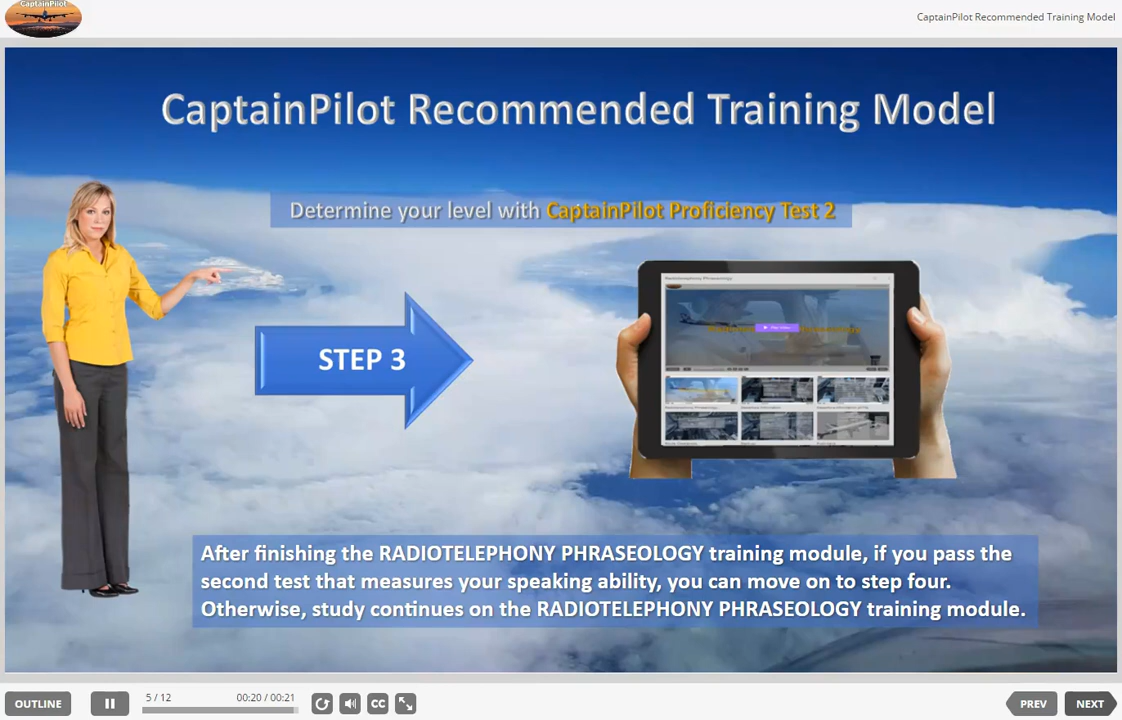 CaptainPilot
CaptainPilot Recommended Training Model
CaptainPilot Recommended Training Model
Determine your level with CaptainPilot Proficiency Test 2
STEP 3
After finishing the RADIOTELEPHONY PHRASEOLOGY training module, if you pass the
second test that measures your speaking ability, you can move on to step four.
Otherwise, study continues on the RADIOTELEPHONY PHRASEOLOGY training module.
OUTLINE
5 / 12
00:20 / 00:21
CC
PREV
NEXT